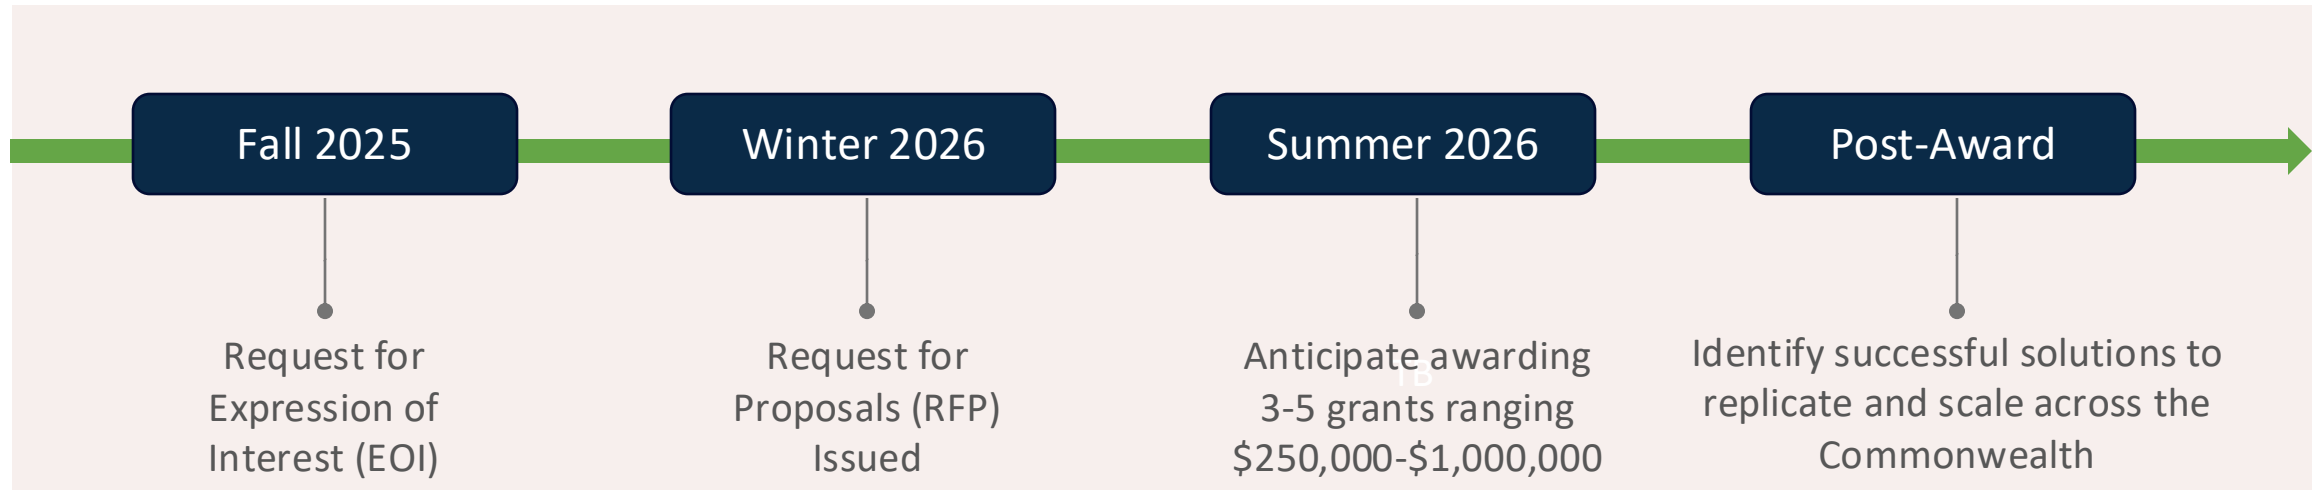 Fall 2025
Winter 2026
Summer 2026
Post-Award
Request for
Expression of
Interest (EOI)
Request for
Proposals (RFP)
Issued
Anticipate awarding
3-5 grants ranging
$250,000-$1,000,000
TB
Identify successful solutions to
replicate and scale across the
Commonwealth